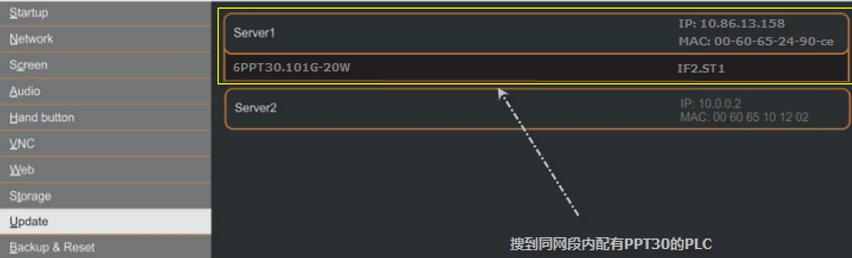 Startup
Network
Screen
Audio
Hand button
VNC
Web
Storage
Update
Backup & Reset
Server1
IP: 10.86.13.158
MAC: 00-60-65-24-90-ce
6PPT30.101G-20W
IF2.ST1
Server2
IP: 10.0.0.2
MAC: 00 60 65 10 12 02
搜到同网段内配有PPT30的PLC